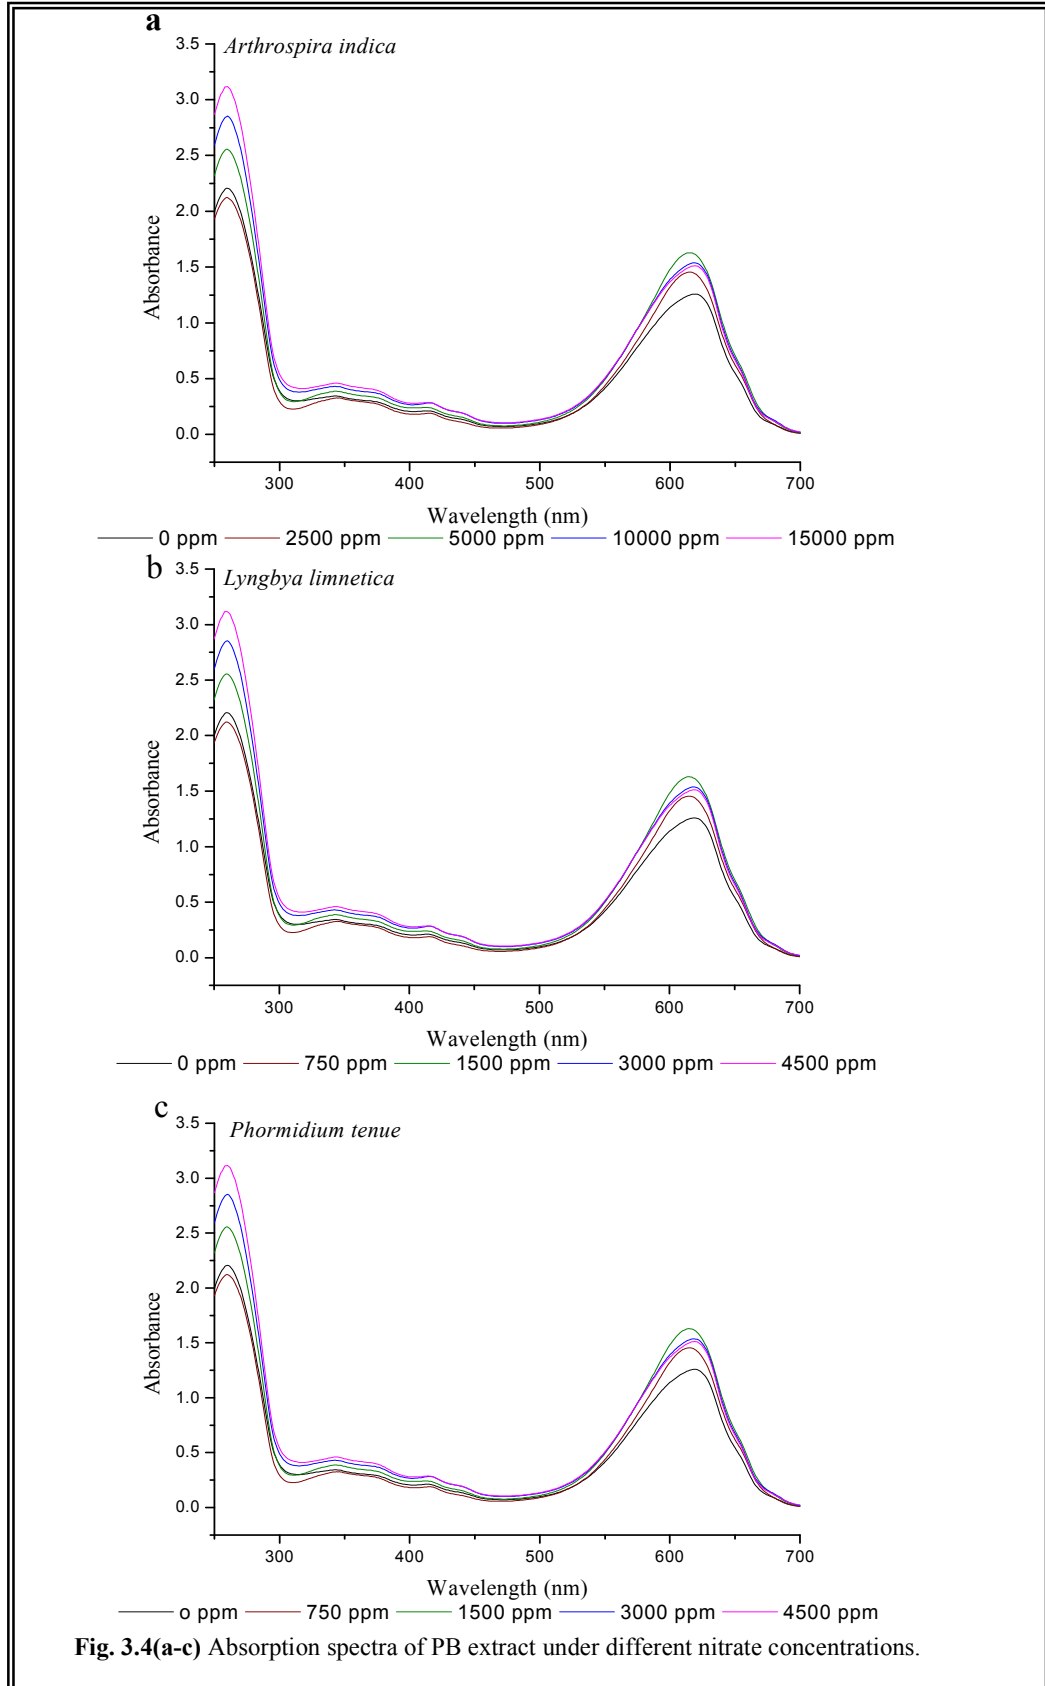 a
Arthrospira indica
3.5
3.0
2.5
2.0
1.5
1.0
0.5
0.0
Absorbance
300 400 500 600 700
Wavelength (nm)
0 ppm 2500 ppm 5000 ppm 10000 ppm 15000 ppm
b
Lyngbya limnetica
3.5
3.0
2.5
2.0
1.5
1.0
0.5
0.0
Absorbance
300 400 500 600 700
Wavelength (nm)
0 ppm 750 ppm 1500 ppm 3000 ppm 4500 ppm
c
Phormidium tenue
3.5
3.0
2.5
2.0
1.5
1.0
0.5
0.0
Absorbance
300 400 500 600 700
Wavelength (nm)
o ppm 750 ppm 1500 ppm 3000 ppm 4500 ppm
Fig. 3.4(a-c) Absorption spectra of PB extract under different nitrate concentrations.